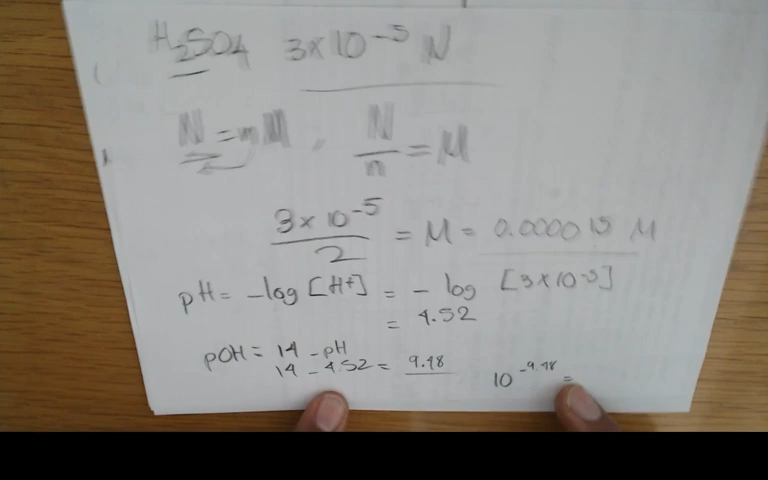 H2SO4 3x10^-5 N
N = nM , N/n = M
3x10^-5 / 2 = M = 0.000015 M
pH = -log [H+] = -log [3x10^-5]
= 4.52
pOH = 14 - pH
14 - 4.52 = 9.48 10^-9.48 =